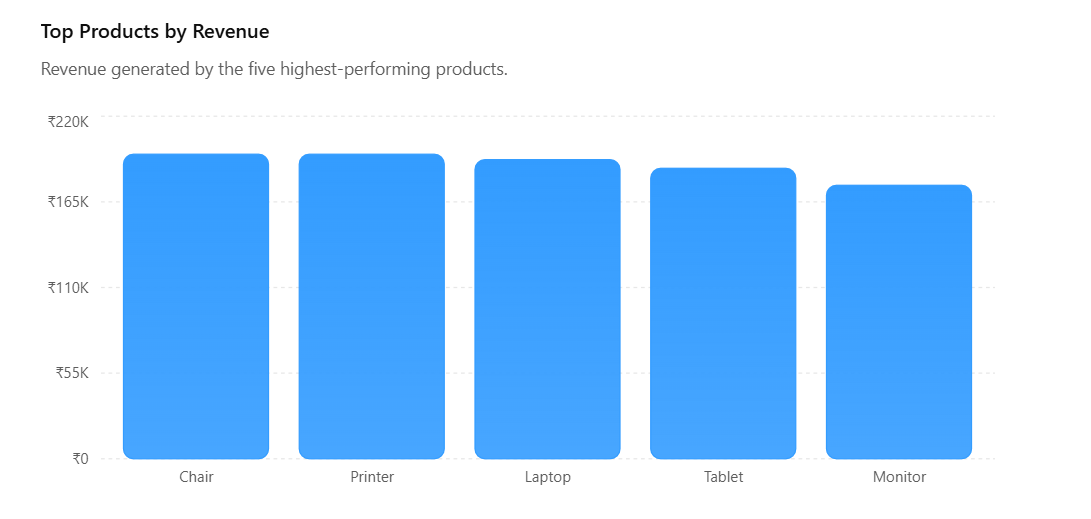 Top Products by Revenue
Revenue generated by the five highest-performing products.
₹220K
₹165K
₹110K
₹55K
₹0
Chair Printer Laptop Tablet Monitor